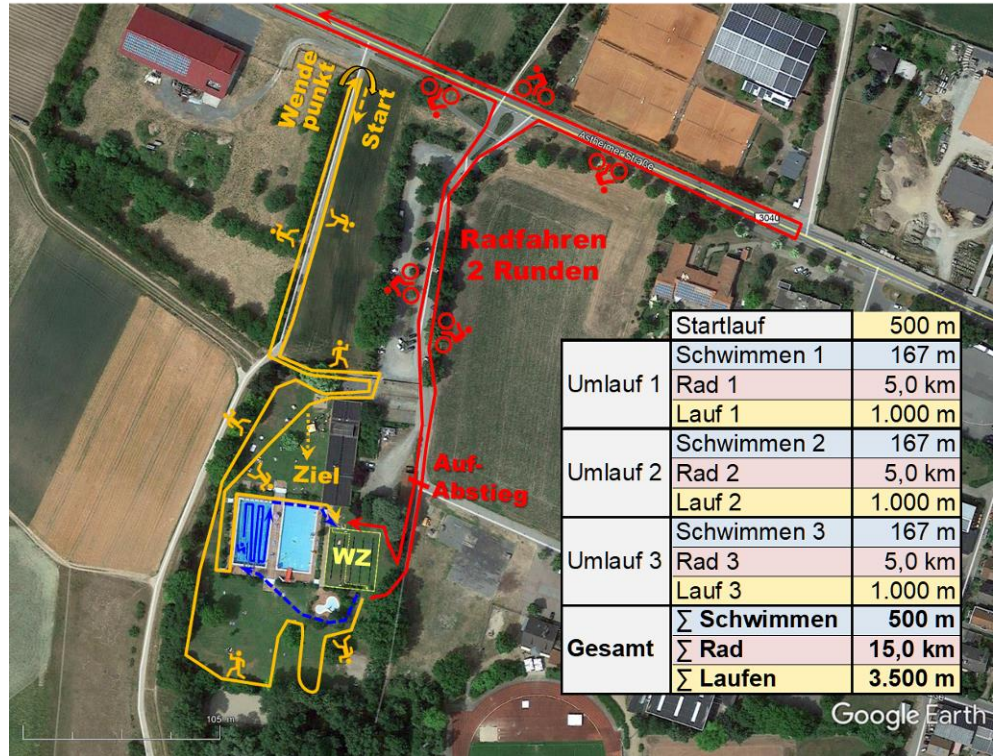 Wende
punkt
Start
Astheimer Straße
3040
Radfahren
2 Runden
Auf-
Abstieg
Ziel
WZ
Startlauf 500 m
Umlauf 1
Schwimmen 1 167 m
Rad 1 5,0 km
Lauf 1 1.000 m
Umlauf 2
Schwimmen 2 167 m
Rad 2 5,0 km
Lauf 2 1.000 m
Umlauf 3
Schwimmen 3 167 m
Rad 3 5,0 km
Lauf 3 1.000 m
Gesamt
∑ Schwimmen 500 m
∑ Rad 15,0 km
∑ Laufen 3.500 m
105 m
Google Earth